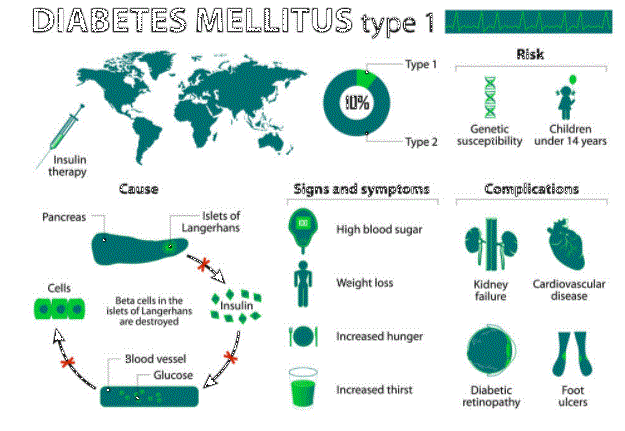 DIABETES MELLITUS type 1
Type 1
10%
Type 2
Insulin
therapy
Risk
Genetic
susceptibility
Children
under 14 years
Cause
Pancreas
Islets of
Langerhans
Cells
Beta cells in the
islets of Langerhans
are destroyed
Insulin
Blood vessel
Glucose
Signs and symptoms
High blood sugar
Weight loss
Increased hunger
Increased thirst
Complications
Kidney
failure
Cardiovascular
disease
Diabetic
retinopathy
Foot
ulcers